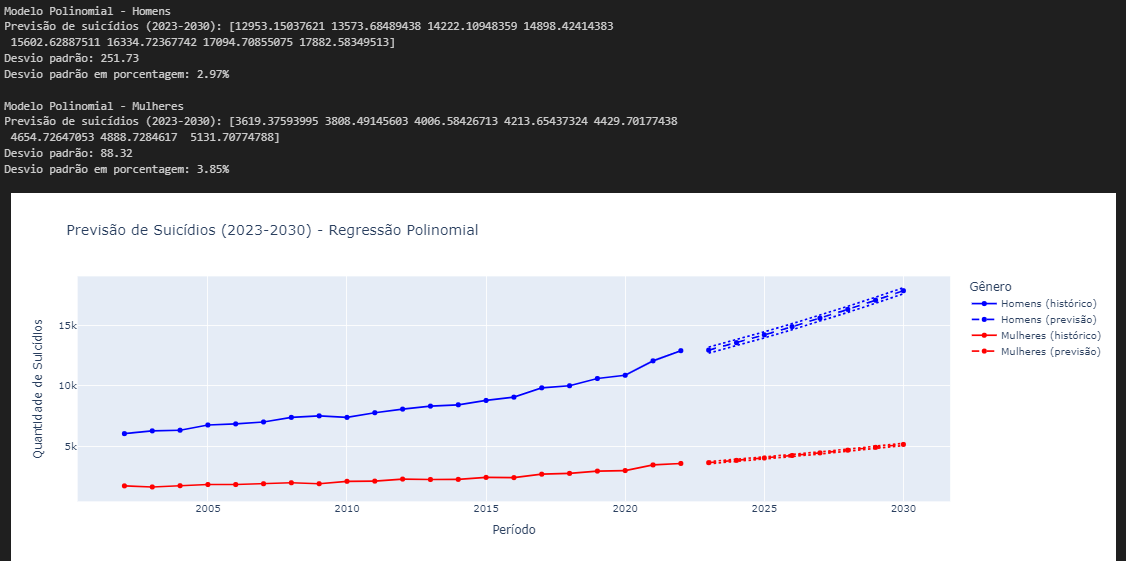 Modelo Polinomial - Homens
Previsão de suicídios (2023-2030): [12953.15037621 13573.68489438 14222.10948359 14898.42414383
15602.62887511 16334.72367742 17094.70855075 17882.58349513]
Desvio padrão: 251.73
Desvio padrão em porcentagem: 2.97%
Modelo Polinomial - Mulheres
Previsão de suicídios (2023-2030): [3619.37593995 3808.49145603 4006.58426713 4213.65437324 4429.70177438
4654.72647053 4888.7284617  5131.70774788]
Desvio padrão: 88.32
Desvio padrão em porcentagem: 3.85%
Previsão de Suicídios (2023-2030) - Regressão Polinomial
Quantidade de Suicídios
15k
10k
5k
2005 2010 2015 2020 2025 2030
Período
Gênero
Homens (histórico)
Homens (previsão)
Mulheres (histórico)
Mulheres (previsão)